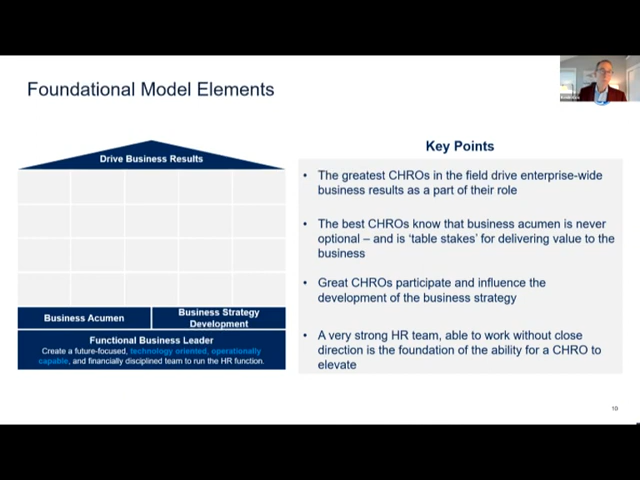 Foundational Model Elements
Drive Business Results
Business Acumen
Business Strategy
Development
Functional Business Leader
Create a future-focused, technology oriented, operationally
capable, and financially disciplined team to run the HR function.
Key Points
• The greatest CHROs in the field drive enterprise-wide
business results as a part of their role
• The best CHROs know that business acumen is never
optional – and is ‘table stakes’ for delivering value to the
business
• Great CHROs participate and influence the
development of the business strategy
• A very strong HR team, able to work without close
direction is the foundation of the ability for a CHRO to
elevate
10